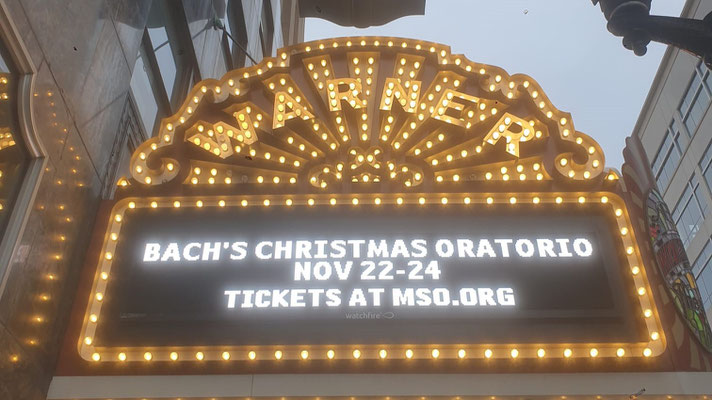 WARNER
BACH'S CHRISTMAS ORATORIO
NOV 22-24
TICKETS AT MSO.ORG
watchfire